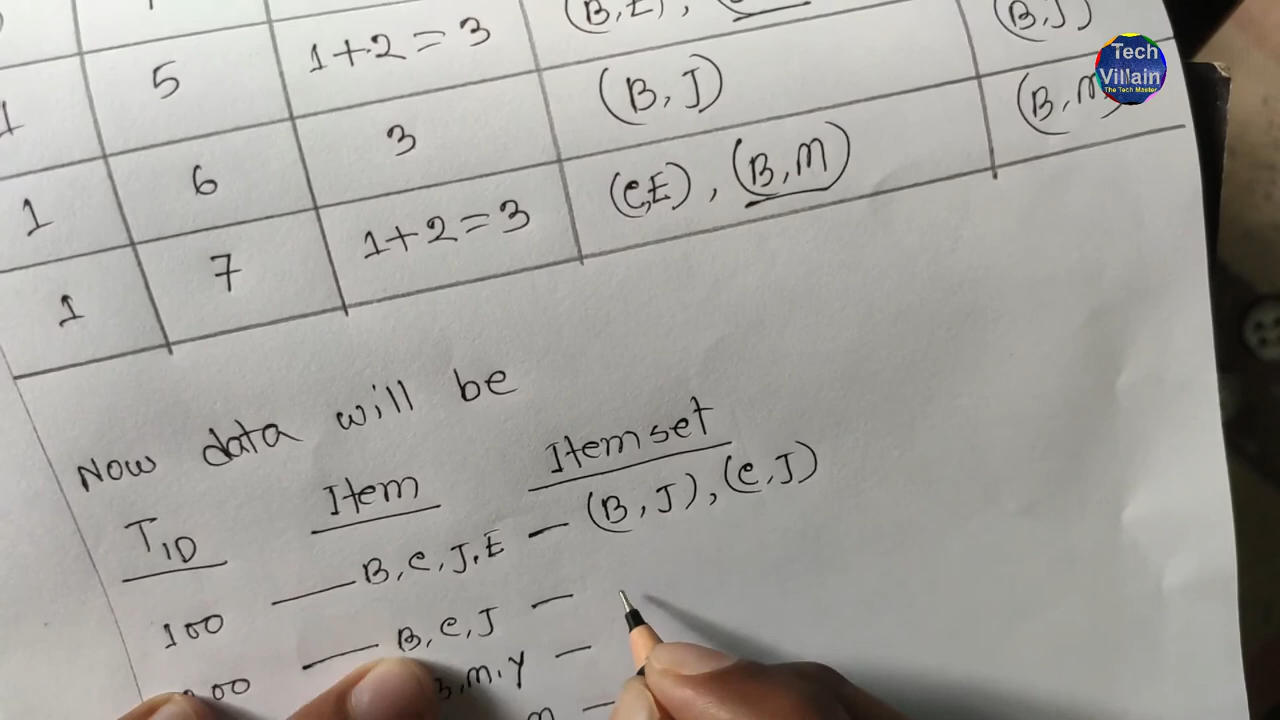 (B,E),
(B,J)
1 5 1+2=3 (B,J) (B,M)
1 6 3 (C,E), (B,M)
1 7 1+2=3
Tech
Villain
The Tech Master
Now data will be
TID Item Itemset
100 — B, C, J, E — (B, J), (C, J)
200 — B, C, J —
B, M, Y —
M —